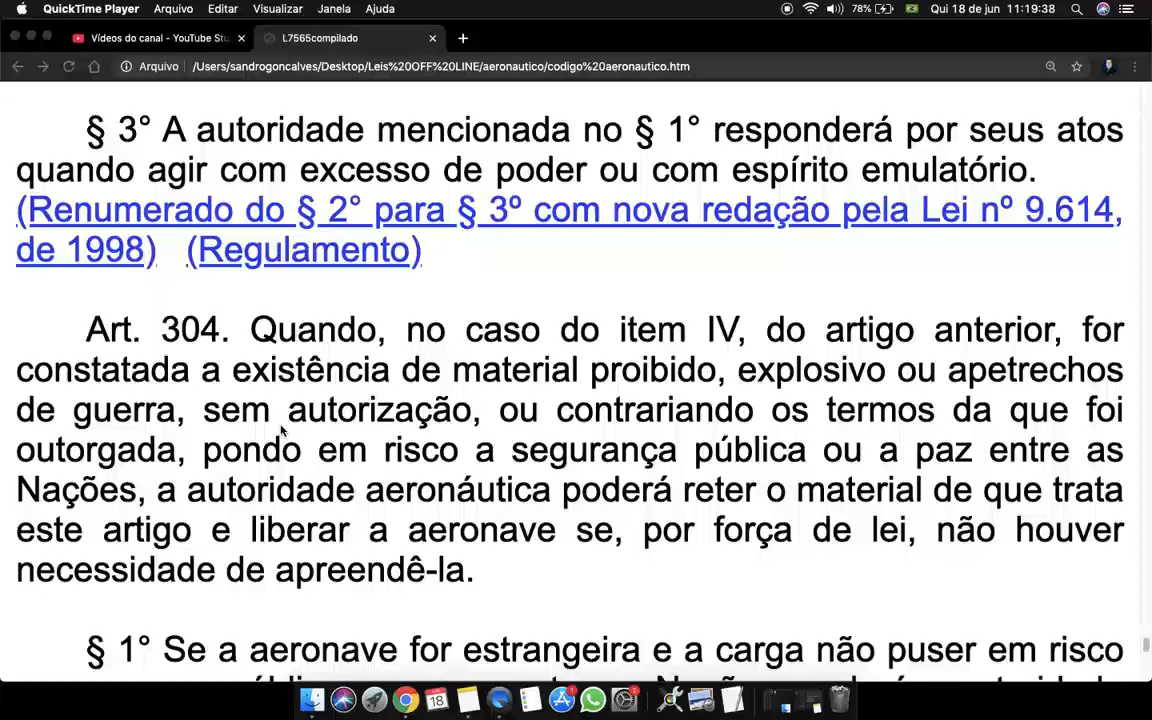 QuickTime Player Arquivo Editar Visualizar Janela Ajuda 78% Qui 18 de jun 11:19:38
Vídeos do canal - YouTube Stu L7565compilado
Arquivo /Users/sandrogoncalves/Desktop/Leis%20OFF%20LINE/aeronautico/codigo%20aeronautico.htm
§ 3° A autoridade mencionada no § 1° responderá por seus atos
quando agir com excesso de poder ou com espírito emulatório.
(Renumerado do § 2° para § 3º com nova redação pela Lei nº 9.614,
de 1998) (Regulamento)
Art. 304. Quando, no caso do item IV, do artigo anterior, for
constatada a existência de material proibido, explosivo ou apetrechos
de guerra, sem autorização, ou contrariando os termos da que foi
outorgada, pondo em risco a segurança pública ou a paz entre as
Nações, a autoridade aeronáutica poderá reter o material de que trata
este artigo e liberar a aeronave se, por força de lei, não houver
necessidade de apreendê-la.
§ 1° Se a aeronave for estrangeira e a carga não puser em risco
18